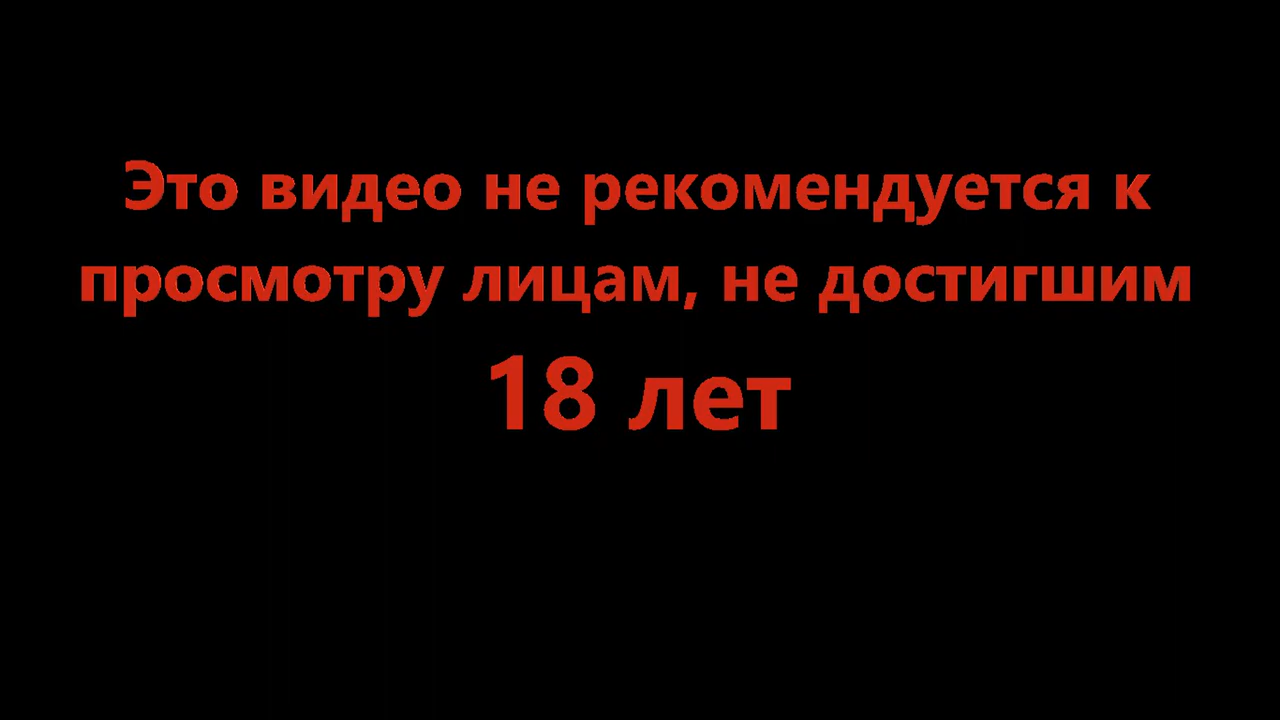 Это видео не рекомендуется к
просмотру лицам, не достигшим
18 лет